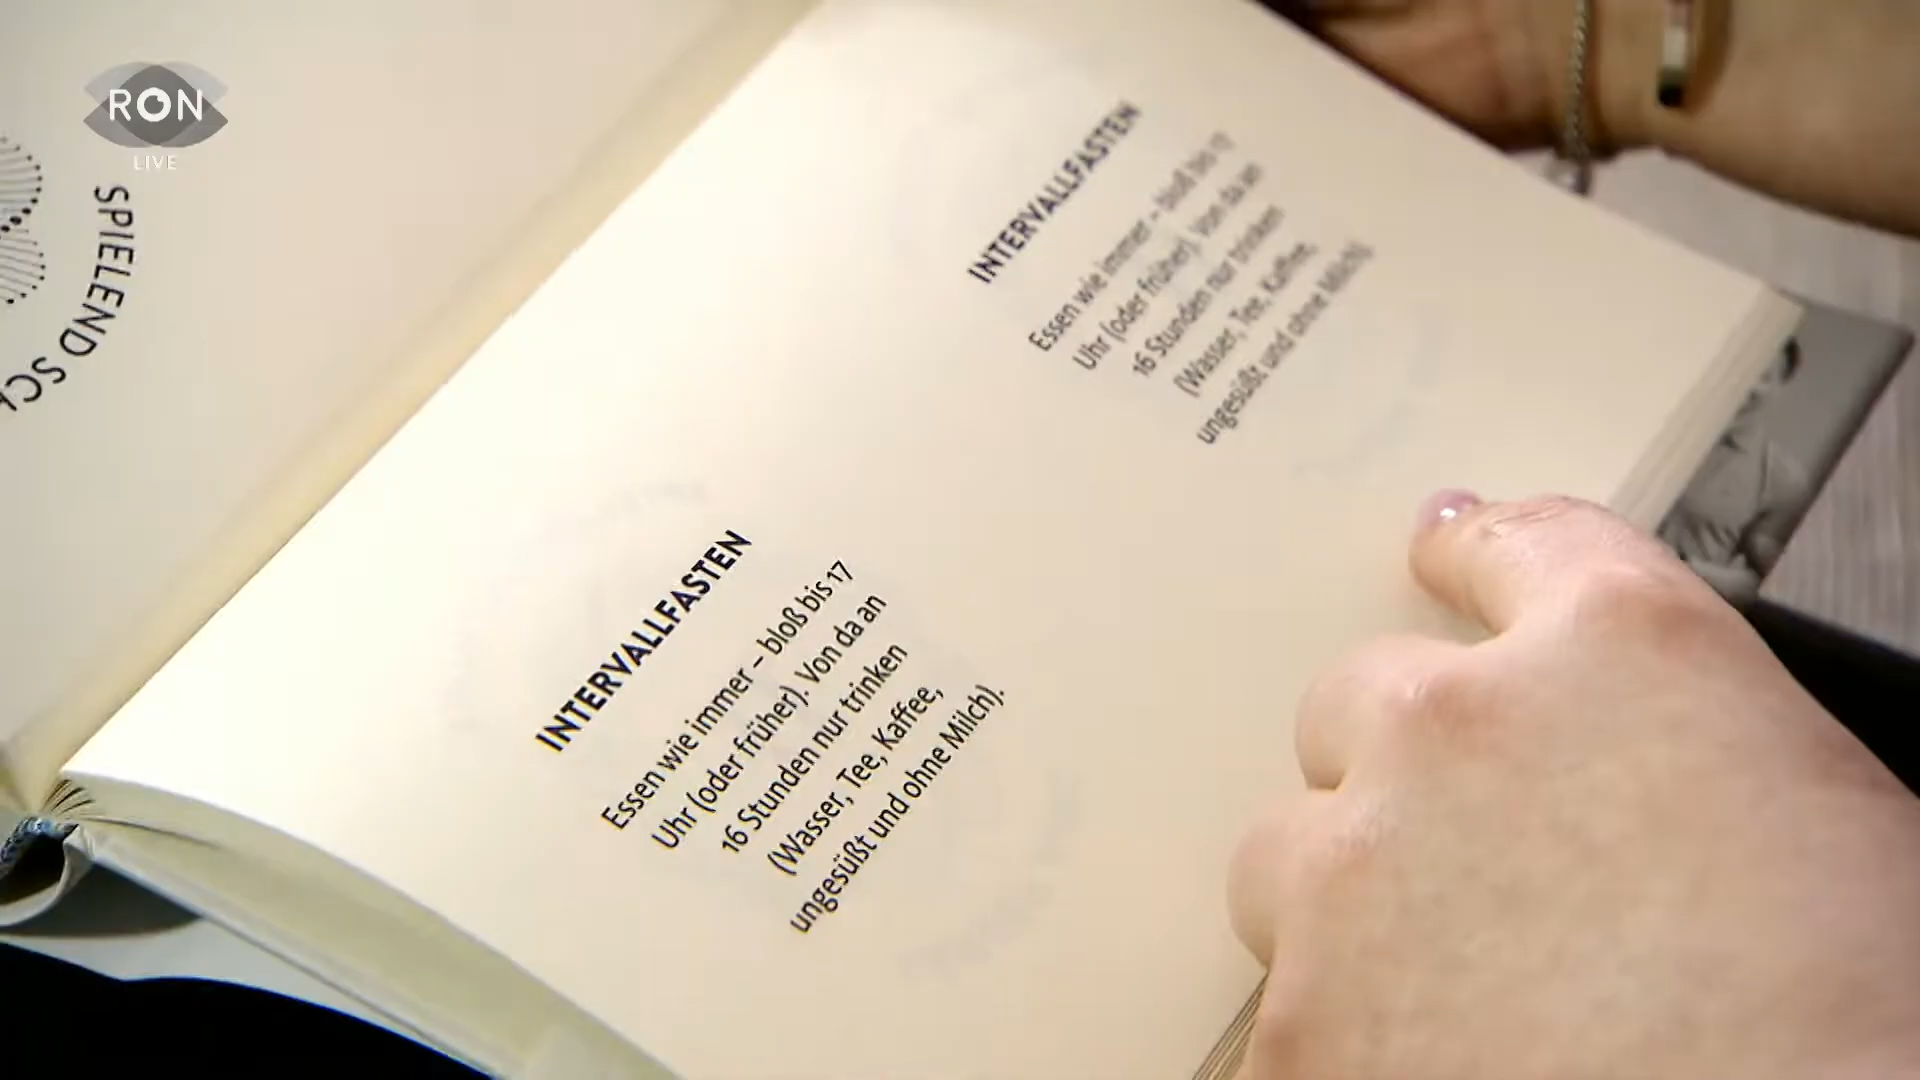 RON
LIVE
SPIELEND
INTERVALLFASTEN
Essen wie immer – bloß bis 17
Uhr (oder früher). Von da an
16 Stunden nur trinken
(Wasser, Tee, Kaffee,
ungesüßt und ohne Milch).
INTERVALLFASTEN
Essen wie immer – bloß bis 17
Uhr (oder früher). Von da an
16 Stunden nur trinken
(Wasser, Tee, Kaffee,
ungesüßt und ohne Milch).